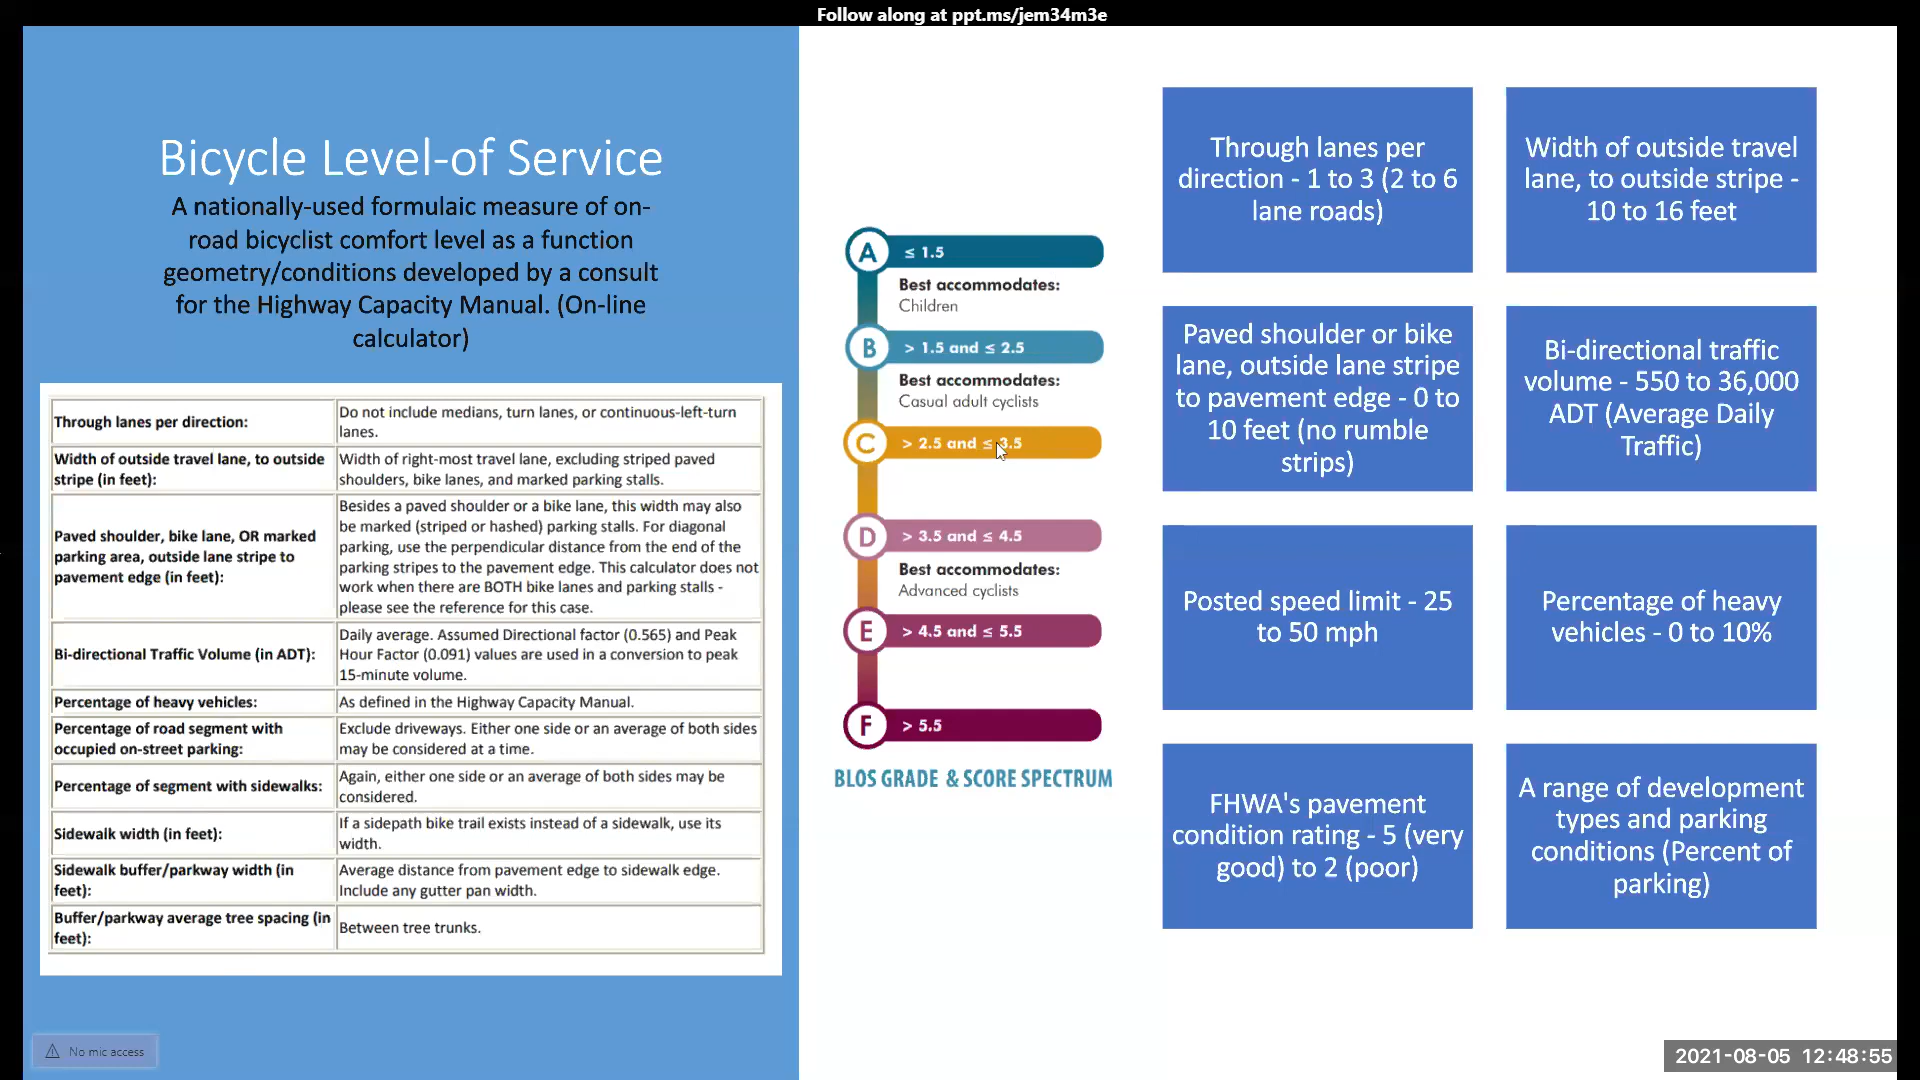 Follow along at ppt.ms/jem34m3e
Bicycle Level-of Service
A nationally-used formulaic measure of on-
road bicyclist comfort level as a function
geometry/conditions developed by a consult
for the Highway Capacity Manual. (On-line
calculator)
Through lanes per direction:
Do not include medians, turn lanes, or continuous-left-turn
lanes.
Width of outside travel lane, to outside
stripe (in feet):
Width of right-most travel lane, excluding striped paved
shoulders, bike lanes, and marked parking stalls.
Paved shoulder, bike lane, OR marked
parking area, outside lane stripe to
pavement edge (in feet):
Besides a paved shoulder or a bike lane, this width may also
be marked (striped or hashed) parking stalls. For diagonal
parking, use the perpendicular distance from the end of the
parking stripes to the pavement edge. This calculator does not
work when there are BOTH bike lanes and parking stalls -
please see the reference for this case.
Bi-directional Traffic Volume (in ADT):
Daily average. Assumed Directional factor (0.565) and Peak
Hour Factor (0.091) values are used in a conversion to peak
15-minute volume.
Percentage of heavy vehicles:
As defined in the Highway Capacity Manual.
Percentage of road segment with
occupied on-street parking:
Exclude driveways. Either one side or an average of both sides
may be considered at a time.
Percentage of segment with sidewalks:
Again, either one side or an average of both sides may be
considered.
Sidewalk width (in feet):
If a sidepath bike trail exists instead of a sidewalk, use its
width.
Sidewalk buffer/parkway width (in
feet):
Average distance from pavement edge to sidewalk edge.
Include any gutter pan width.
Buffer/parkway average tree spacing (in
feet):
Between tree trunks.
A ≤ 1.5
Best accommodates:
Children
B > 1.5 and ≤ 2.5
Best accommodates:
Casual adult cyclists
C > 2.5 and ≤ 3.5
D > 3.5 and ≤ 4.5
Best accommodates:
Advanced cyclists
E > 4.5 and ≤ 5.5
F > 5.5
BLOS GRADE & SCORE SPECTRUM
Through lanes per
direction - 1 to 3 (2 to 6
lane roads)
Width of outside travel
lane, to outside stripe -
10 to 16 feet
Paved shoulder or bike
lane, outside lane stripe
to pavement edge - 0 to
10 feet (no rumble
strips)
Bi-directional traffic
volume - 550 to 36,000
ADT (Average Daily
Traffic)
Posted speed limit - 25
to 50 mph
Percentage of heavy
vehicles - 0 to 10%
FHWA's pavement
condition rating - 5 (very
good) to 2 (poor)
A range of development
types and parking
conditions (Percent of
parking)
No mic access
2021-08-05 12:48:55